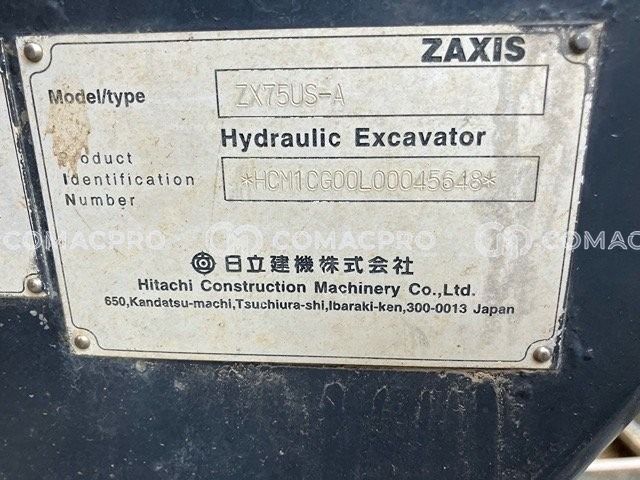 ZAXIS
Model/type ZX75US-A
Hydraulic Excavator
Product
Identification *HCM1CG00L00045648*
Number
COMACPRO COMACPRO COMACPRO
日立建機株式会社
Hitachi Construction Machinery Co.,Ltd.
650,Kandatsu-machi,Tsuchiura-shi,Ibaraki-ken,300-0013 Japan